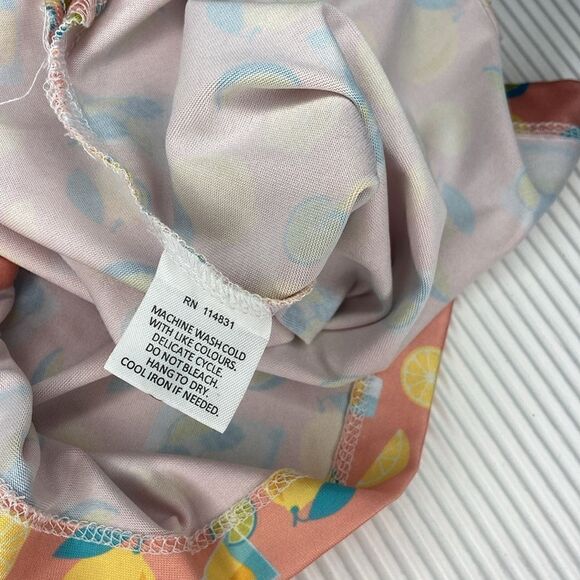 RN 114831
MACHINE WASH COLD
WITH LIKE COLOURS.
DELICATE CYCLE.
DO NOT BLEACH.
HANG TO DRY.
COOL IRON IF NEEDED.